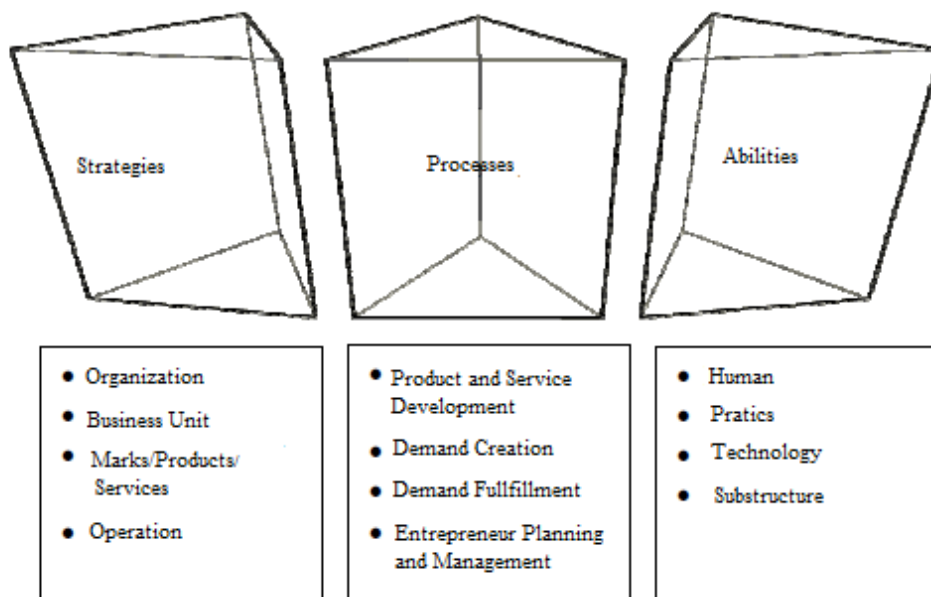 Strategies
Processes
Abilities
• Organization
• Business Unit
• Marks/Products/
Services
• Operation
• Product and Service
Development
• Demand Creation
• Demand Fullfillment
• Entrepreneur Planning
and Management
• Human
• Pratics
• Technology
• Substructure